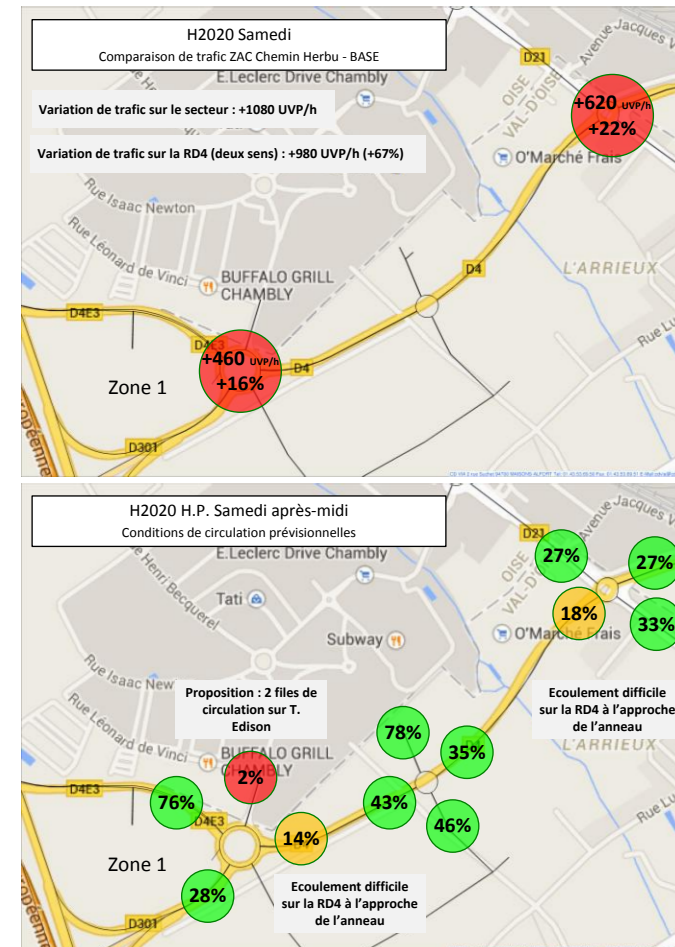 H2020 Samedi
Comparaison de trafic ZAC Chemin Herbu - BASE
E.Leclerc Drive Chambly
D21
Avenue Jacques V
OISE
VAL-D'OISE
Variation de trafic sur le secteur : +1080 UVP/h
+620 UVP/h
+22%
Variation de trafic sur la RD4 (deux sens) : +980 UVP/h (+67%)
O'Marché Frais
Rue Isaac Newton
Rue Léonard de Vinci
BUFFALO GRILL
CHAMBLY
D4
L'ARRIEUX
D4E3
D4E3
Rue Lu
+460 UVP/h
+16%
D4
Zone 1
D301
opéenne
H2020 H.P. Samedi après-midi
Conditions de circulation prévisionnelles
E.Leclerc Drive Chambly
D21
Jacques V
27%
27%
OISE
VAL-D'OISE
Henri Becquerel
Tati
18%
33%
Subway
O'Marché Frais
Rue Isaac New
Proposition : 2 files de
circulation sur T.
Edison
Ecoulement difficile
sur la RD4 à l'approche
de l'anneau
Rue Léonard de Vinci
BUFFALO GRILL
CHAMBLY
78%
35%
L'ARRIEUX
2%
D4E3
76%
43%
46%
Rue Lu
D4E3
14%
Zone 1
28%
Ecoulement difficile
sur la RD4 à l'approche
de l'anneau
D301
opéenne